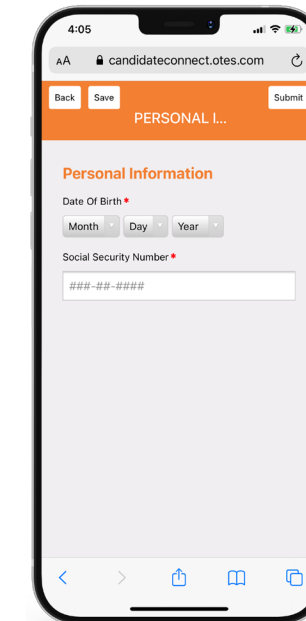 4:05
AA candidateconnect.otes.com
Back Save Submit
PERSONAL I...
Personal Information
Date Of Birth *
Month Day Year
Social Security Number *
###-##-####